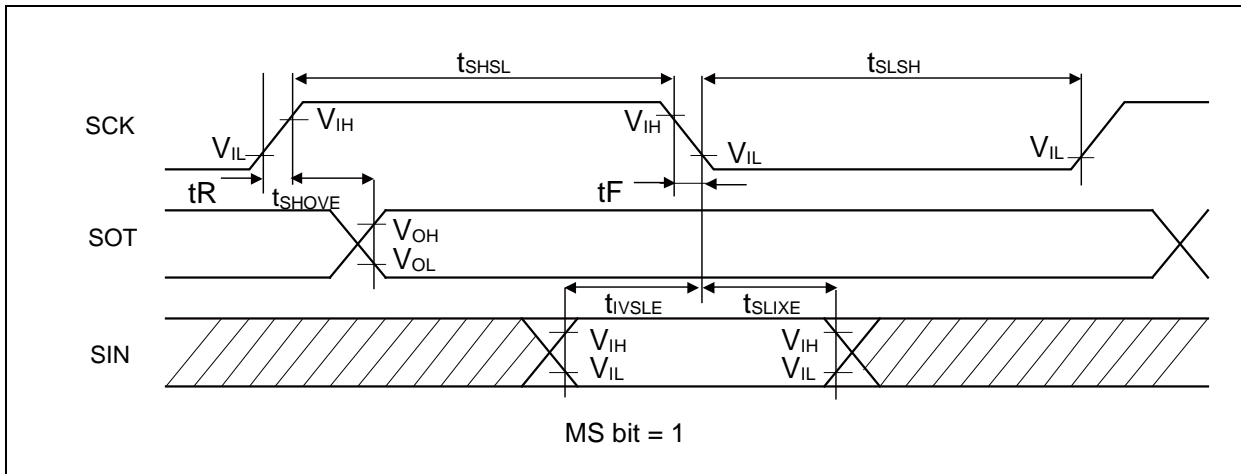 tSHSL
tSLSH
SCK
VIH
VIH
VIL
VIL
VIL
tR
tSHOVE
tF
SOT
VOH
VOL
tIVSLE
tSLIXE
SIN
VIH
VIH
VIL
VIL
MS bit = 1